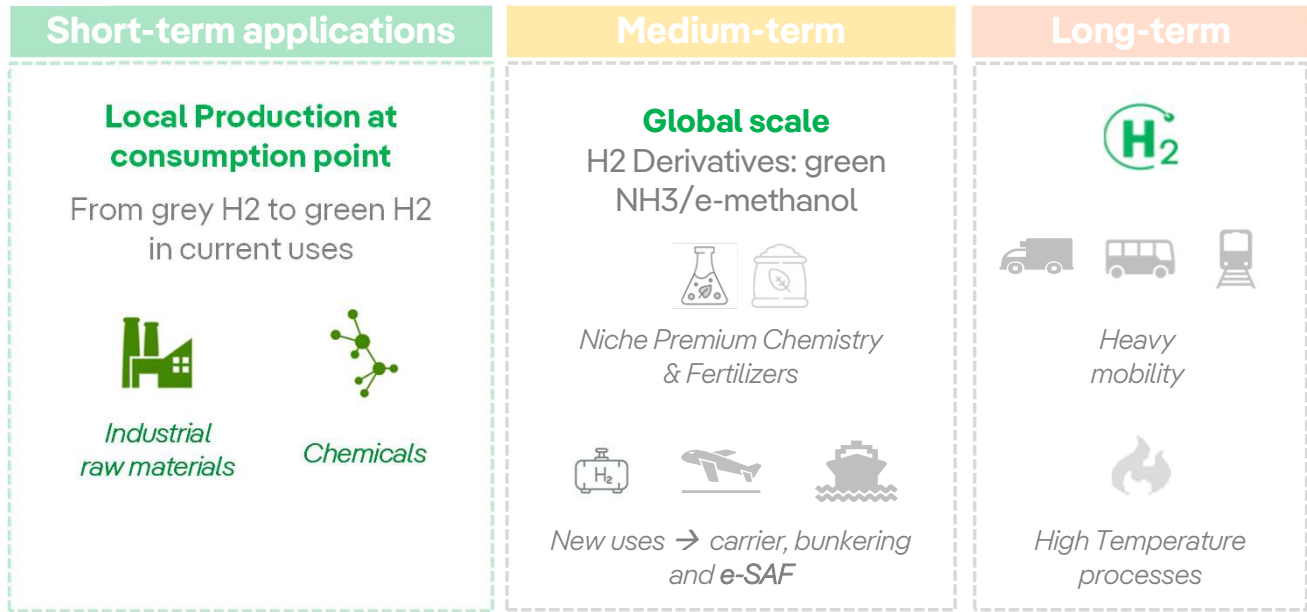 Short-term applications
Medium-term
Long-term
Local Production at
consumption point
From grey H2 to green H2
in current uses
Industrial
raw materials
Chemicals
Global scale
H2 Derivatives: green
NH3/e-methanol
Niche Premium Chemistry
& Fertilizers
H₂
New uses → carrier, bunkering
and e-SAF
H2
Heavy
mobility
High Temperature
processes